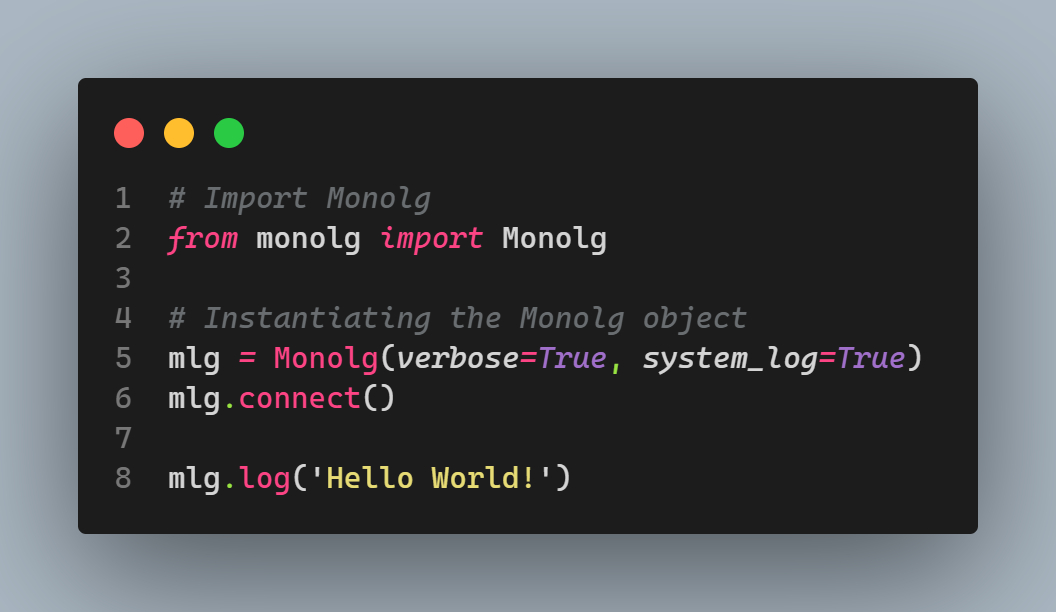 1 # Import Monolg
2 from monolg import Monolg
3
4 # Instantiating the Monolg object
5 mlg = Monolg(verbose=True, system_log=True)
6 mlg.connect()
7
8 mlg.log('Hello World!')